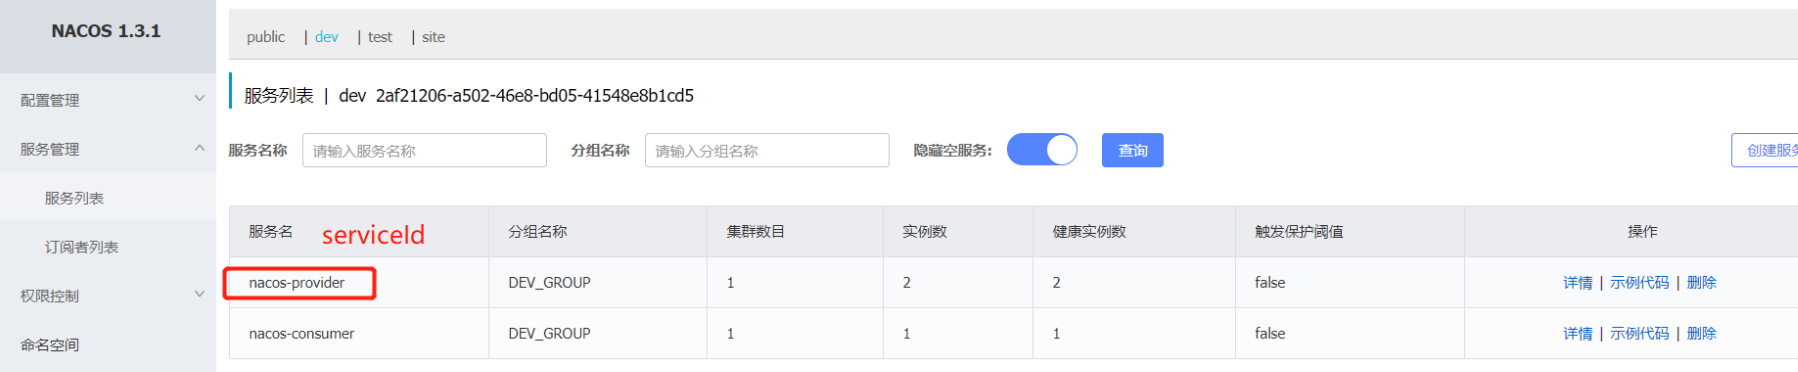 NACOS 1.3.1
配置管理
服务管理
服务列表
订阅者列表
权限控制
命名空间
public | dev | test | site
服务列表 | dev 2af21206-a502-46e8-bd05-41548e8b1cd5
服务名称 请输入服务名称 分组名称 请输入分组名称 隐藏空服务: 查询 创建服务
服务名 serviceId 分组名称 集群数目 实例数 健康实例数 触发保护阈值 操作
nacos-provider DEV_GROUP 1 2 2 false 详情 | 示例代码 | 删除
nacos-consumer DEV_GROUP 1 1 1 false 详情 | 示例代码 | 删除